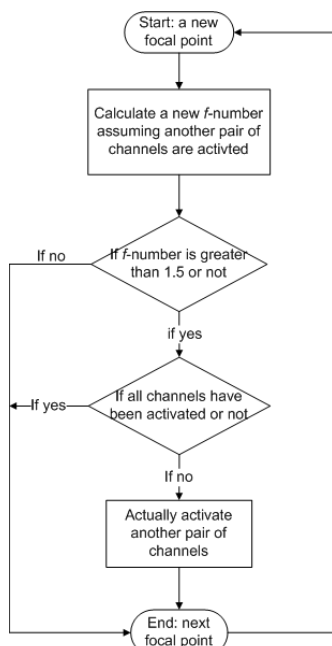 Start: a new
focal point
Calculate a new f-number
assuming another pair of
channels are activted
If f-number is greater
than 1.5 or not
If no
if yes
If all channels have
been activated or not
If yes
If no
Actually activate
another pair of
channels
End: next
focal point